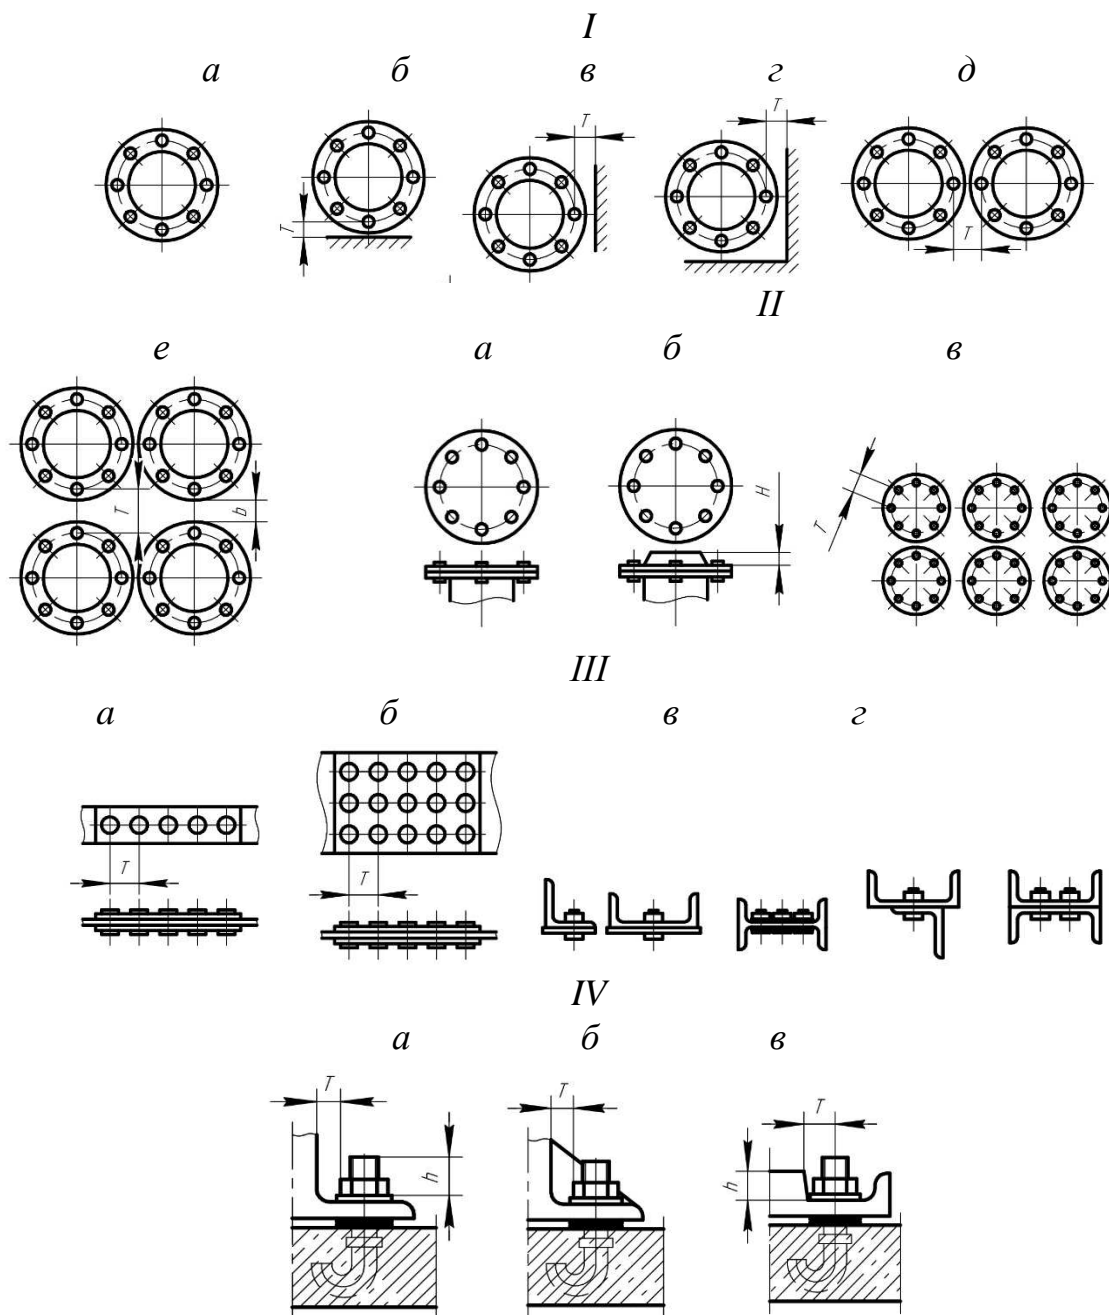 I
а б в г д
T T T T
II
е а б в
T b H T
III
а б в г
T T
IV
а б в
T h T T h